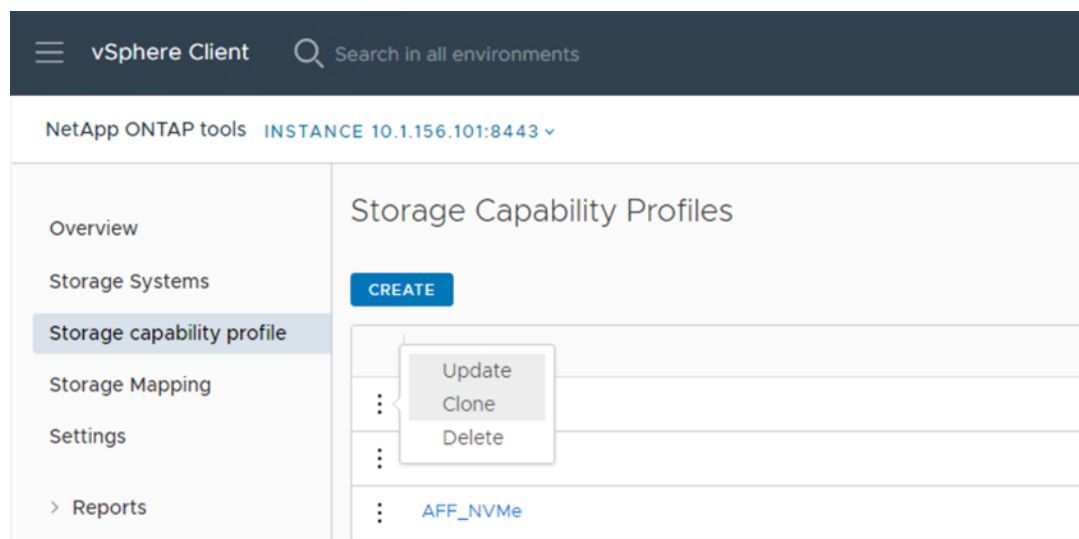 vSphere Client Search in all environments
NetApp ONTAP tools INSTANCE 10.1.156.101:8443
Overview
Storage Systems
Storage capability profile
Storage Mapping
Settings
Reports
Storage Capability Profiles
CREATE
Update
Clone
Delete
AFF_NVMe